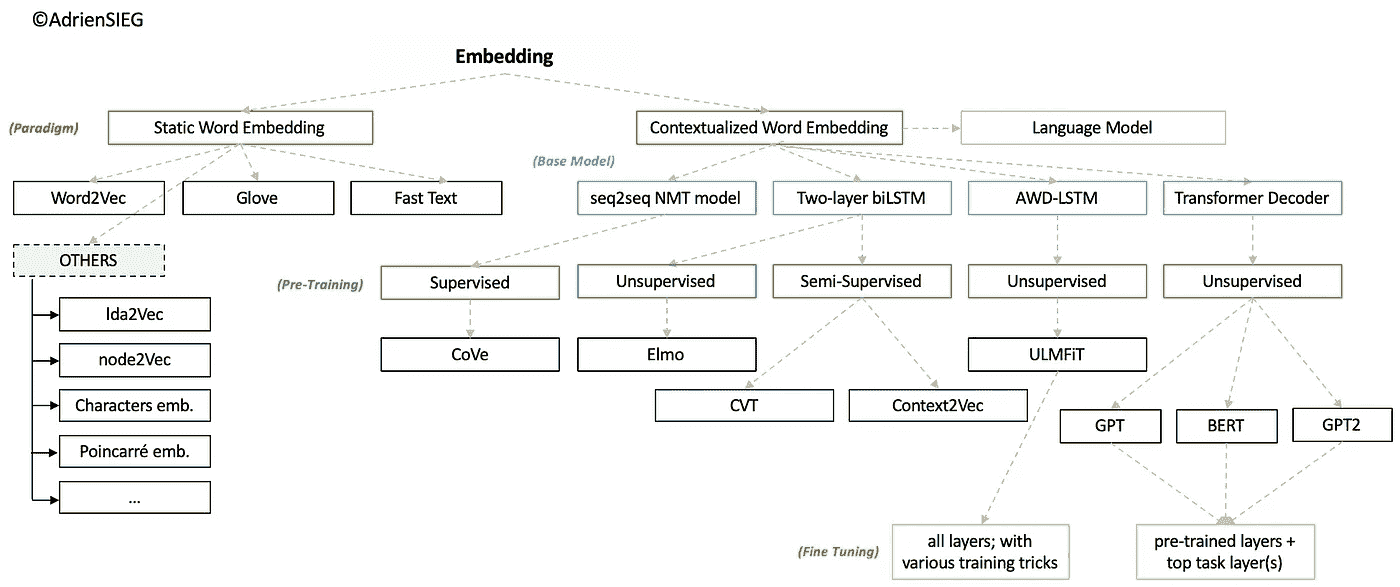 ©AdrienSIEG
Embedding
(Paradigm)
Static Word Embedding
Contextualized Word Embedding
Language Model
(Base Model)
Word2Vec
Glove
Fast Text
seq2seq NMT model
Two-layer biLSTM
AWD-LSTM
Transformer Decoder
OTHERS
(Pre-Training)
Supervised
Unsupervised
Semi-Supervised
Unsupervised
Unsupervised
lda2Vec
node2Vec
Characters emb.
Poincarré emb.
...
CoVe
Elmo
ULMFiT
CVT
Context2Vec
GPT
BERT
GPT2
(Fine Tuning)
all layers; with
various training tricks
pre-trained layers +
top task layer(s)